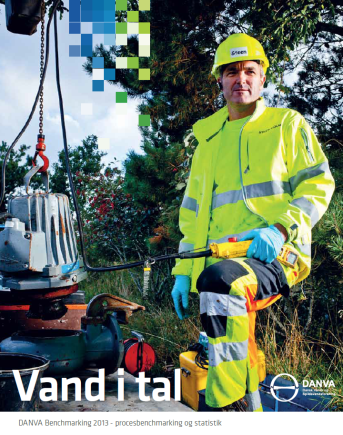 Vand i tal
DANVA
DANVA Benchmarking 2013 - procesbenchmarking og statistik